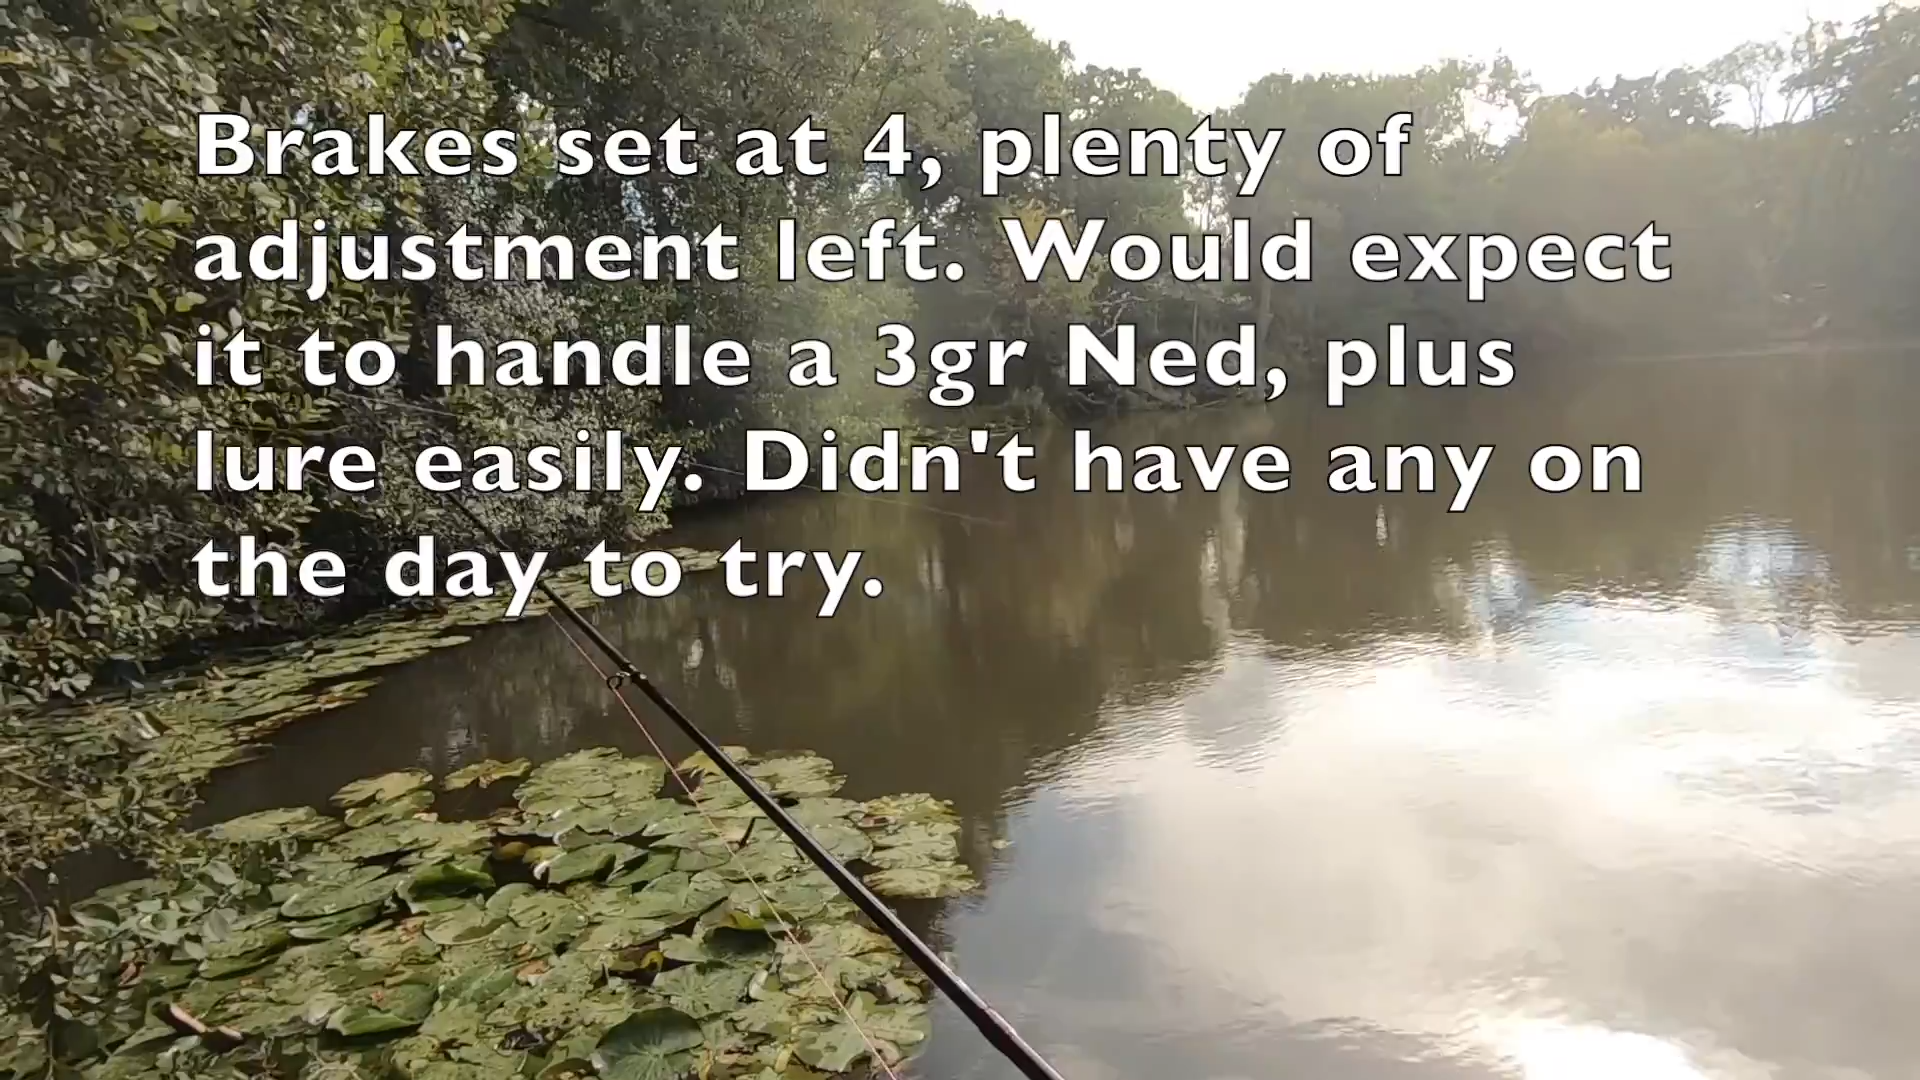 Brakes set at 4, plenty of
adjustment left. Would expect
it to handle a 3gr Ned, plus
lure easily. Didn't have any on
the day to try.